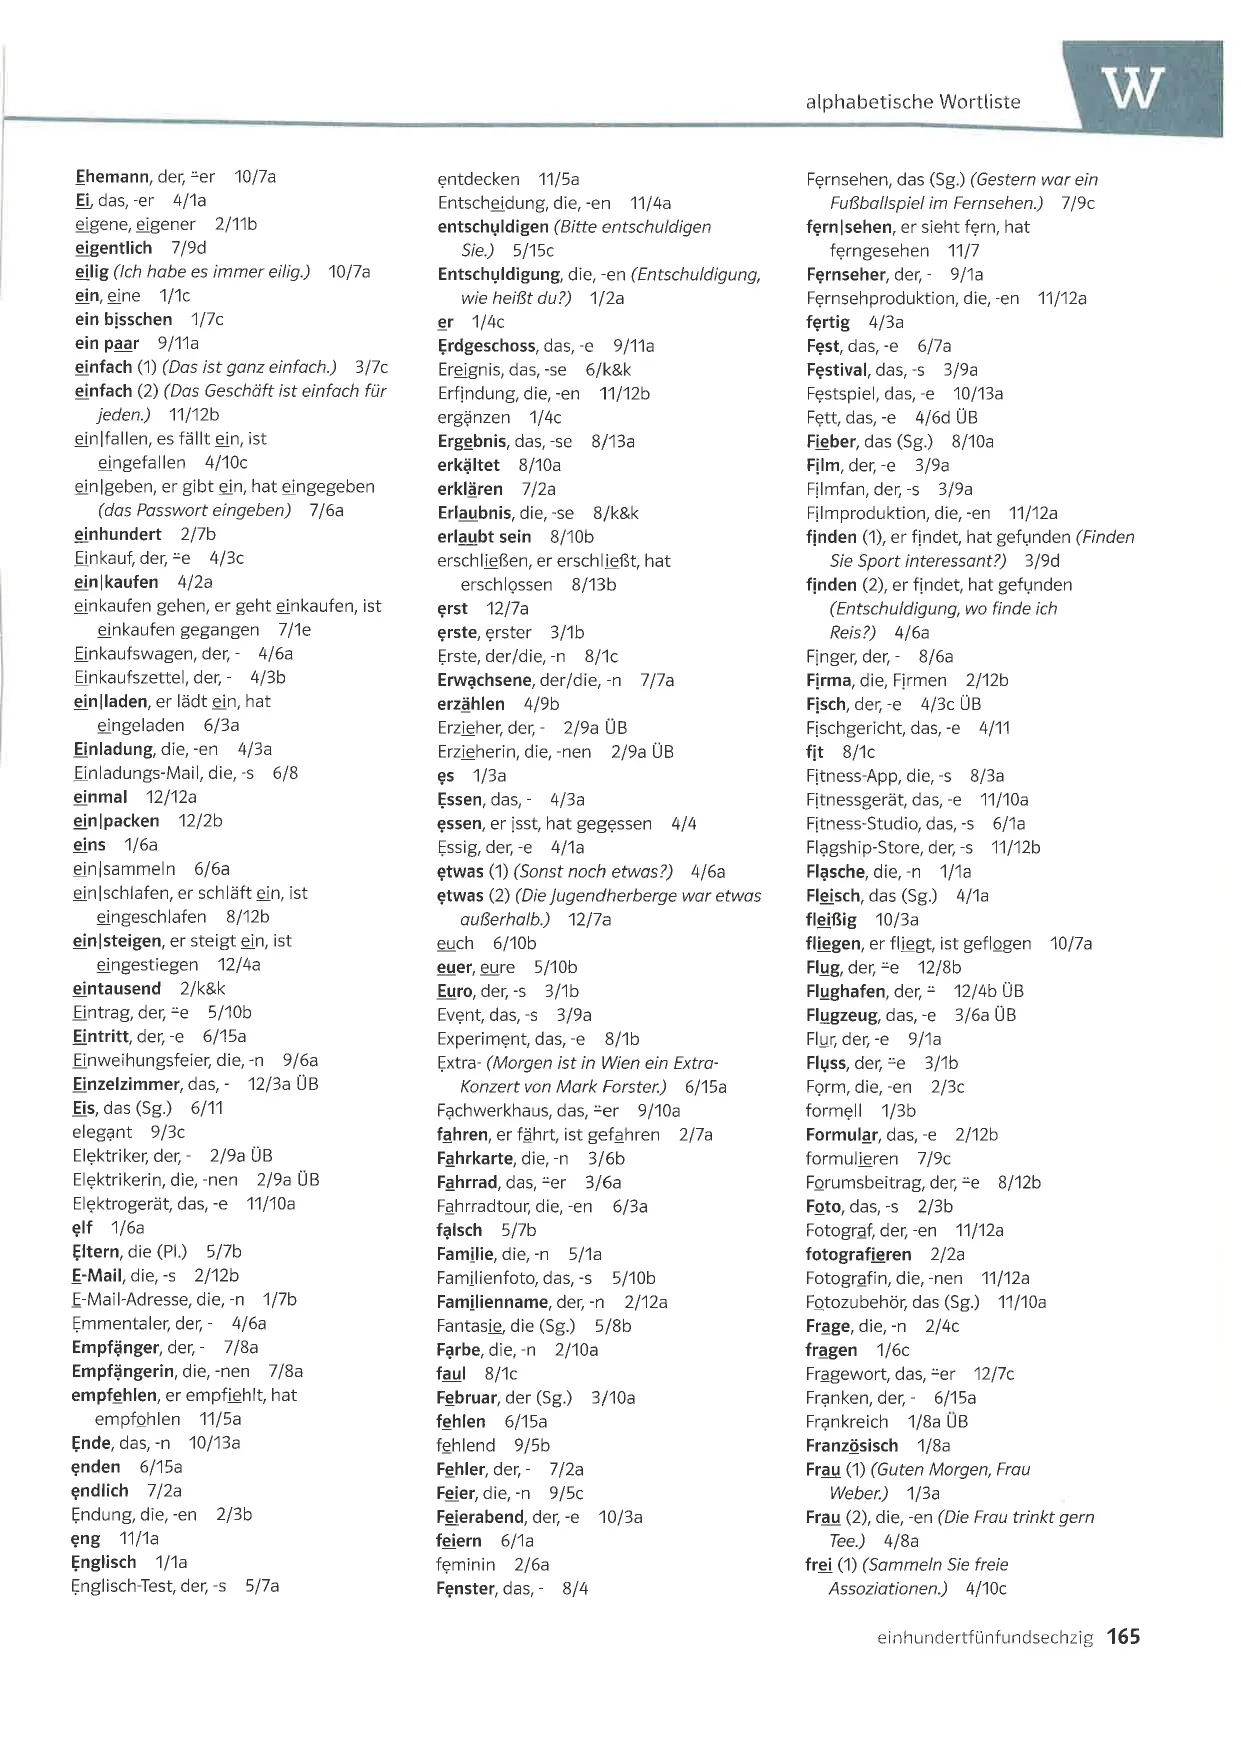 alphabetische Wortliste
W
Ehemann, der, ⸚er 10/7a
Ei, das, -er 4/1a
eigene, eigener 2/11b
eigentlich 7/9d
eilig (Ich habe es immer eilig.) 10/7a
ein, eine 1/1c
ein bisschen 1/7c
ein paar 9/11a
einfach (1) (Das ist ganz einfach.) 3/7c
einfach (2) (Das Geschäft ist einfach für
jeden.) 11/12b
ein|fallen, es fällt ein, ist
eingefallen 4/10c
ein|geben, er gibt ein, hat eingegeben
(das Passwort eingeben) 7/6a
einhundert 2/7b
Einkauf, der, ⸚e 4/3c
ein|kaufen 4/2a
einkaufen gehen, er geht einkaufen, ist
einkaufen gegangen 7/1e
Einkaufswagen, der, - 4/6a
Einkaufszettel, der, - 4/3b
ein|laden, er lädt ein, hat
eingeladen 6/3a
Einladung, die, -en 4/3a
Einladungs-Mail, die, -s 6/8
einmal 12/12a
ein|packen 12/2b
eins 1/6a
ein|sammeln 6/6a
ein|schlafen, er schläft ein, ist
eingeschlafen 8/12b
ein|steigen, er steigt ein, ist
eingestiegen 12/4a
eintausend 2/k&k
Eintrag, der, ⸚e 5/10b
Eintritt, der, -e 6/15a
Einweihungsfeier, die, -n 9/6a
Einzelzimmer, das, - 12/3a ÜB
Eis, das (Sg.) 6/11
elegant 9/3c
Elektriker, der, - 2/9a ÜB
Elektrikerin, die, -nen 2/9a ÜB
Elektrogerät, das, -e 11/10a
elf 1/6a
Eltern, die (Pl.) 5/7b
E-Mail, die, -s 2/12b
E-Mail-Adresse, die, -n 1/7b
Emmentaler, der, - 4/6a
Empfänger, der, - 7/8a
Empfängerin, die, -nen 7/8a
empfehlen, er empfiehlt, hat
empfohlen 11/5a
Ende, das, -n 10/13a
enden 6/15a
endlich 7/2a
Endung, die, -en 2/3b
eng 11/1a
Englisch 1/1a
Englisch-Test, der, -s 5/7a
entdecken 11/5a
Entscheidung, die, -en 11/4a
entschuldigen (Bitte entschuldigen
Sie.) 5/15c
Entschuldigung, die, -en (Entschuldigung,
wie heißt du?) 1/2a
er 1/4c
Erdgeschoss, das, -e 9/11a
Ereignis, das, -se 6/k&k
Erfindung, die, -en 11/12b
ergänzen 1/4c
Ergebnis, das, -se 8/13a
erkältet 8/10a
erklären 7/2a
Erlaubnis, die, -se 8/k&k
erlaubt sein 8/10b
erschließen, er erschließt, hat
erschlossen 8/13b
erst 12/7a
erste, erster 3/1b
Erste, der/die, -n 8/1c
Erwachsene, der/die, -n 7/7a
erzählen 4/9b
Erzieher, der, - 2/9a ÜB
Erzieherin, die, -nen 2/9a ÜB
es 1/3a
Essen, das, - 4/3a
essen, er isst, hat gegessen 4/4
Essig, der, -e 4/1a
etwas (1) (Sonst noch etwas?) 4/6a
etwas (2) (Die Jugendherberge war etwas
außerhalb.) 12/7a
euch 6/10b
euer, eure 5/10b
Euro, der, -s 3/1b
Event, das, -s 3/9a
Experiment, das, -e 8/1b
Extra- (Morgen ist in Wien ein Extra-
Konzert von Mark Forster.) 6/15a
Fachwerkhaus, das, ⸚er 9/10a
fahren, er fährt, ist gefahren 2/7a
Fahrkarte, die, -n 3/6b
Fahrrad, das, ⸚er 3/6a
Fahrradtour, die, -en 6/3a
falsch 5/7b
Familie, die, -n 5/1a
Familienfoto, das, -s 5/10b
Familienname, der, -n 2/12a
Fantasie, die (Sg.) 5/8b
Farbe, die, -n 2/10a
faul 8/1c
Februar, der (Sg.) 3/10a
fehlen 6/15a
fehlend 9/5b
Fehler, der, - 7/2a
Feier, die, -n 9/5c
Feierabend, der, -e 10/3a
feiern 6/1a
feminin 2/6a
Fenster, das, - 8/4
Fernsehen, das (Sg.) (Gestern war ein
Fußballspiel im Fernsehen.) 7/9c
fern|sehen, er sieht fern, hat
ferngesehen 11/7
Fernseher, der, - 9/1a
Fernsehproduktion, die, -en 11/12a
fertig 4/3a
Fest, das, -e 6/7a
Festival, das, -s 3/9a
Festspiel, das, -e 10/13a
Fett, das, -e 4/6d ÜB
Fieber, das (Sg.) 8/10a
Film, der, -e 3/9a
Filmfan, der, -s 3/9a
Filmproduktion, die, -en 11/12a
finden (1), er findet, hat gefunden (Finden
Sie Sport interessant?) 3/9d
finden (2), er findet, hat gefunden
(Entschuldigung, wo finde ich
Reis?) 4/6a
Finger, der, - 8/6a
Firma, die, Firmen 2/12b
Fisch, der, -e 4/3c ÜB
Fischgericht, das, -e 4/11
fit 8/1c
Fitness-App, die, -s 8/3a
Fitnessgerät, das, -e 11/10a
Fitness-Studio, das, -s 6/1a
Flagship-Store, der, -s 11/12b
Flasche, die, -n 1/1a
Fleisch, das (Sg.) 4/1a
fleißig 10/3a
fliegen, er fliegt, ist geflogen 10/7a
Flug, der, ⸚e 12/8b
Flughafen, der, ⸚ 12/4b ÜB
Flugzeug, das, -e 3/6a ÜB
Flur, der, -e 9/1a
Fluss, der, ⸚e 3/1b
Form, die, -en 2/3c
formell 1/3b
Formular, das, -e 2/12b
formulieren 7/9c
Forumsbeitrag, der, ⸚e 8/12b
Foto, das, -s 2/3b
Fotograf, der, -en 11/12a
fotografieren 2/2a
Fotografin, die, -nen 11/12a
Fotozubehör, das (Sg.) 11/10a
Frage, die, -n 2/4c
fragen 1/6c
Fragewort, das, ⸚er 12/7c
Franken, der, - 6/15a
Frankreich 1/8a ÜB
Französisch 1/8a
Frau (1) (Guten Morgen, Frau
Weber.) 1/3a
Frau (2), die, -en (Die Frau trinkt gern
Tee.) 4/8a
frei (1) (Sammeln Sie freie
Assoziationen.) 4/10c
einhundertfünfundsechzig 165